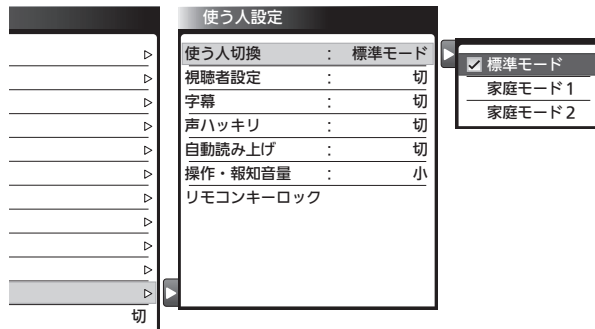 使う人設定
使う人切換 : 標準モード
視聴者設定 : 切
字幕 : 切
声ハッキリ : 切
自動読み上げ : 切
操作・報知音量 : 小
リモコンキーロック
標準モード
家庭モード1
家庭モード2
切